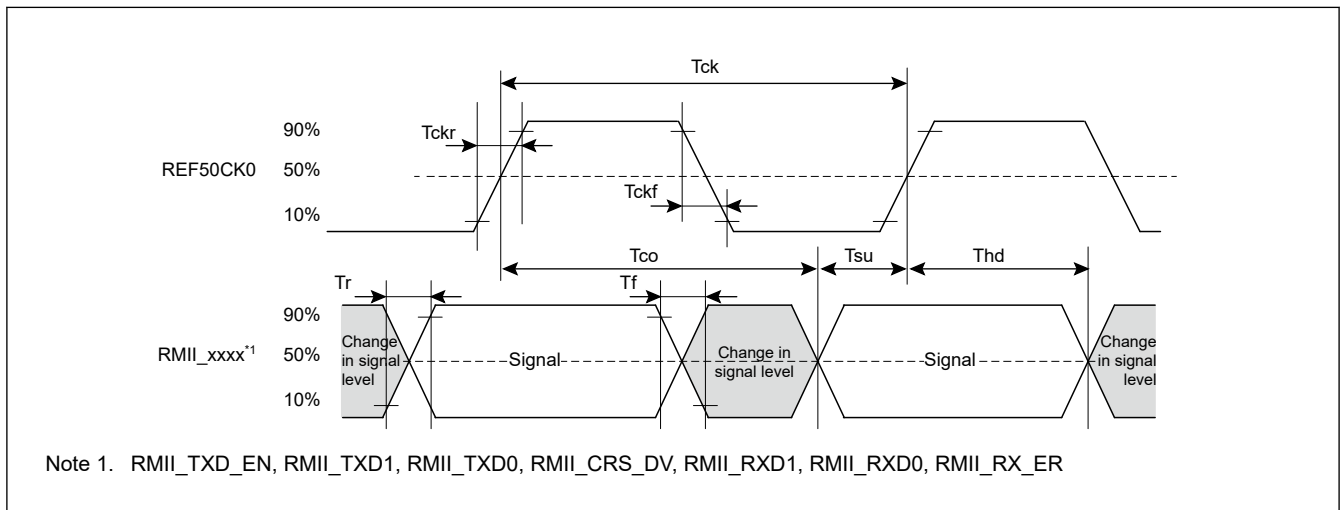 Tck
90%
Tckr
REF50CK0 50%
Tckf
10%
Tco Tsu Thd
Tr Tf
90%
RMII_xxxx*1 50%
Change in signal level
Signal
Change in signal level
Signal
Change in signal level
10%
Note 1. RMII_TXD_EN, RMII_TXD1, RMII_TXD0, RMII_CRS_DV, RMII_RXD1, RMII_RXD0, RMII_RX_ER